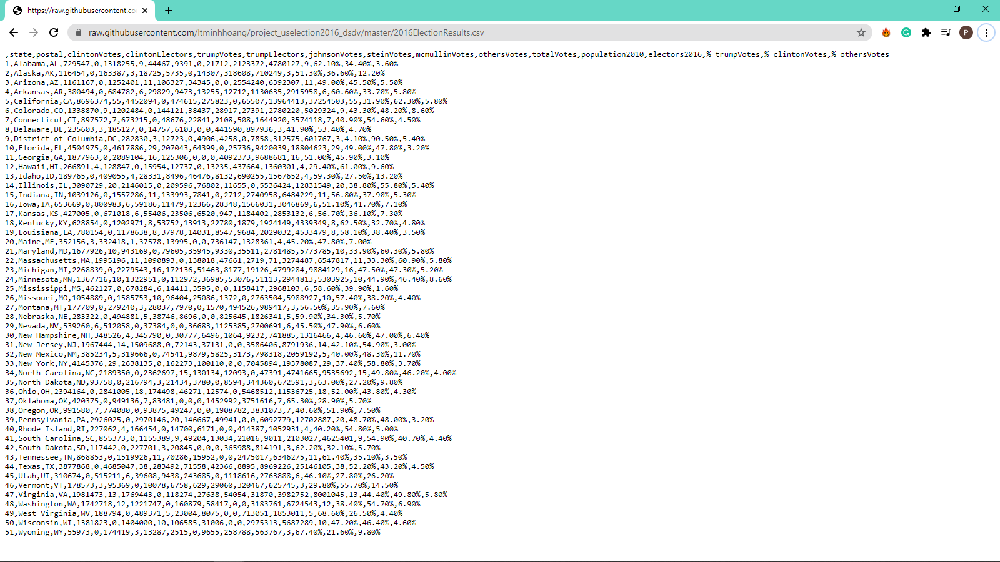 https://raw.githubusercontent.co
raw.githubusercontent.com/ltminhhoang/project_uselection2016_dsdv/master/2016ElectionResults.csv
P
,state,postal,clintonVotes,clintonElectors,trumpVotes,trumpElectors,johnsonVotes,steinVotes,mcmullinVotes,othersVotes,totalVotes,population2010,electors2016,% trumpVotes,% clintonVotes,% othersVotes
1,Alabama,AL,729547,0,1318255,9,44467,9391,0,21712,2123372,4780127,9,62.10%,34.40%,3.60%
2,Alaska,AK,116454,0,163387,3,18725,5735,0,14307,318608,710249,3,51.30%,36.60%,12.20%
3,Arizona,AZ,1161167,0,1252401,11,106327,34345,0,0,2554240,6392307,11,49.00%,45.50%,5.50%
4,Arkansas,AR,380494,0,684782,6,29829,9473,13255,12712,1130635,2915958,6,60.60%,33.70%,5.80%
5,California,CA,8696374,55,4452094,0,474615,275823,0,65507,13964413,37254503,55,31.90%,62.30%,5.80%
6,Colorado,CO,1338870,9,1202484,0,144121,38437,28917,27391,2780220,5029324,9,43.30%,48.20%,8.60%
7,Connecticut,CT,897572,7,673215,0,48676,22841,2108,508,1644920,3574118,7,40.90%,54.60%,4.50%
8,Delaware,DE,235603,3,185127,0,14757,6103,0,0,441590,897936,3,41.90%,53.40%,4.70%
9,District of Columbia,DC,282830,3,12723,0,4906,4258,0,7858,312575,601767,3,4.10%,90.50%,5.40%
10,Florida,FL,4504975,0,4617886,29,207043,64399,0,25736,9420039,18804623,29,49.00%,47.80%,3.20%
11,Georgia,GA,1877963,0,2089104,16,125306,0,0,0,4092373,9688681,16,51.00%,45.90%,3.10%
12,Hawaii,HI,266891,4,128847,0,15954,12737,0,13235,437664,1360301,4,29.40%,61.00%,9.60%
13,Idaho,ID,189765,0,409055,4,28331,8496,46476,8132,690255,1567652,4,59.30%,27.50%,13.20%
14,Illinois,IL,3090729,20,2146015,0,209596,76802,11655,0,5536424,12831549,20,38.80%,55.80%,5.40%
15,Indiana,IN,1039126,0,1557286,11,133993,7841,0,2712,2740958,6484229,11,56.80%,37.90%,5.30%
16,Iowa,IA,653669,0,800983,6,59186,11479,12366,28348,1566031,3046869,6,51.10%,41.70%,7.10%
17,Kansas,KS,427005,0,671018,6,55406,23506,6520,947,1184402,2853132,6,56.70%,36.10%,7.30%
18,Kentucky,KY,628854,0,1202971,8,53752,13913,22780,1879,1924149,4339349,8,62.50%,32.70%,4.80%
19,Louisiana,LA,780154,0,1178638,8,37978,14031,8547,9684,2029032,4533479,8,58.10%,38.40%,3.50%
20,Maine,ME,352156,3,332418,1,37578,13995,0,0,736147,1328361,4,45.20%,47.80%,7.00%
21,Maryland,MD,1677926,10,943169,0,79605,35945,9330,35511,2781485,5773785,10,33.90%,60.30%,5.80%
22,Massachusetts,MA,1995196,11,1090893,0,138018,47661,2719,71,3274487,6547817,11,33.30%,60.90%,5.80%
23,Michigan,MI,2268839,0,2279543,16,172136,51463,8177,19126,4799284,9884129,16,47.50%,47.30%,5.20%
24,Minnesota,MN,1367716,10,1322951,0,112972,36985,53076,51113,2944813,5303925,10,44.90%,46.40%,8.60%
25,Mississippi,MS,462127,0,678284,6,14411,3595,0,0,1158417,2968103,6,58.60%,39.90%,1.60%
26,Missouri,MO,1054889,0,1585753,10,96404,25086,1372,0,2763504,5988927,10,57.40%,38.20%,4.40%
27,Montana,MT,177709,0,279240,3,28037,7970,0,1570,494526,989417,3,56.50%,35.90%,7.60%
28,Nebraska,NE,283322,0,494881,5,38746,8696,0,0,825645,1826341,5,59.90%,34.30%,5.70%
29,Nevada,NV,539260,6,512058,0,37384,0,0,36683,1125385,2700691,6,45.50%,47.90%,6.60%
30,New Hampshire,NH,348526,4,345790,0,30777,6496,1064,9232,741885,1316466,4,46.60%,47.00%,6.40%
31,New Jersey,NJ,1967444,14,1509688,0,72143,37131,0,0,3586406,8791936,14,42.10%,54.90%,3.00%
32,New Mexico,NM,385234,5,319666,0,74541,9879,5825,3173,798318,2059192,5,40.00%,48.30%,11.70%
33,New York,NY,4145376,29,2638135,0,162273,100110,0,0,7045894,19378087,29,37.40%,58.80%,3.70%
34,North Carolina,NC,2189350,0,2362697,15,130134,12093,0,47391,4741665,9535692,15,49.80%,46.20%,4.00%
35,North Dakota,ND,93758,0,216794,3,21434,3780,0,8594,344360,672591,3,63.00%,27.20%,9.80%
36,Ohio,OH,2394164,0,2841005,18,174498,46271,12574,0,5468512,11536725,18,52.00%,43.80%,4.30%
37,Oklahoma,OK,420375,0,949136,7,83481,0,0,0,1452992,3751616,7,65.30%,28.90%,5.70%
38,Oregon,OR,991580,7,774080,0,93875,49247,0,0,1908782,3831073,7,40.60%,51.90%,7.50%
39,Pennsylvania,PA,2926025,0,2970146,20,146667,49941,0,0,6092779,12702887,20,48.70%,48.00%,3.20%
40,Rhode Island,RI,227062,4,166454,0,14700,6171,0,0,414387,1052931,4,40.20%,54.80%,5.00%
41,South Carolina,SC,855373,0,1155389,9,49204,13034,21016,9011,2103027,4625401,9,54.90%,40.70%,4.40%
42,South Dakota,SD,117442,0,227701,3,20845,0,0,0,365988,814191,3,62.20%,32.10%,5.70%
43,Tennessee,TN,868853,0,1519926,11,70286,15952,0,0,2475017,6346275,11,61.40%,35.10%,3.50%
44,Texas,TX,3877868,0,4685047,38,283492,71558,42366,8895,8969226,25146105,38,52.20%,43.20%,4.50%
45,Utah,UT,310674,0,515211,6,39608,9438,243685,0,1118616,2763888,6,46.10%,27.80%,26.20%
46,Vermont,VT,178573,3,95369,0,10078,6758,629,29060,320467,625745,3,29.80%,55.70%,14.50%
47,Virginia,VA,1981473,13,1769443,0,118274,27638,54054,31870,3982752,8001045,13,44.40%,49.80%,5.80%
48,Washington,WA,1742718,12,1221747,0,160879,58417,0,0,3183761,6724543,12,38.40%,54.70%,6.90%
49,West Virginia,WV,188794,0,489371,5,23004,8075,0,0,713051,1853011,5,68.60%,26.50%,4.40%
50,Wisconsin,WI,1381823,0,1404000,10,106585,31006,0,0,2975313,5687289,10,47.20%,46.40%,4.60%
51,Wyoming,WY,55973,0,174419,3,13287,2515,0,9655,258788,563767,3,67.40%,21.60%,9.80%